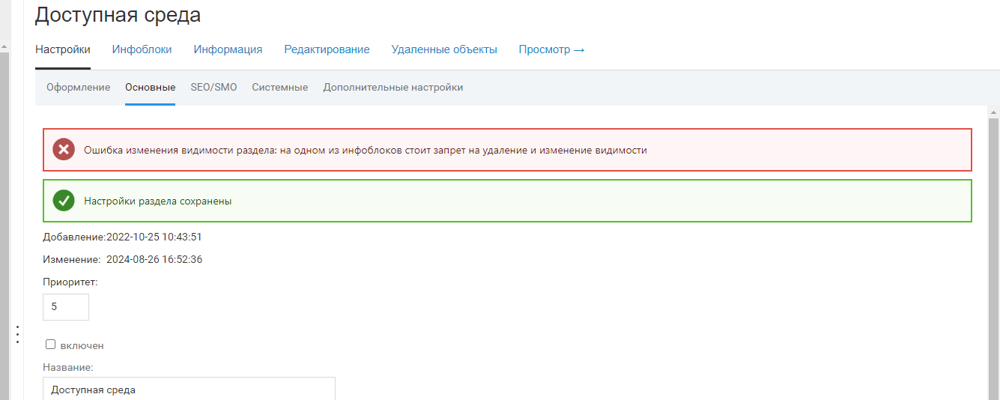 Доступная среда
Настройки Инфоблоки Информация Редактирование Удаленные объекты Просмотр →
Оформление Основные SEO/SMO Системные Дополнительные настройки
Ошибка изменения видимости раздела: на одном из инфоблоков стоит запрет на удаление и изменение видимости
Настройки раздела сохранены
Добавление:2022-10-25 10:43:51
Изменение: 2024-08-26 16:52:36
Приоритет:
5
включен
Название:
Доступная среда